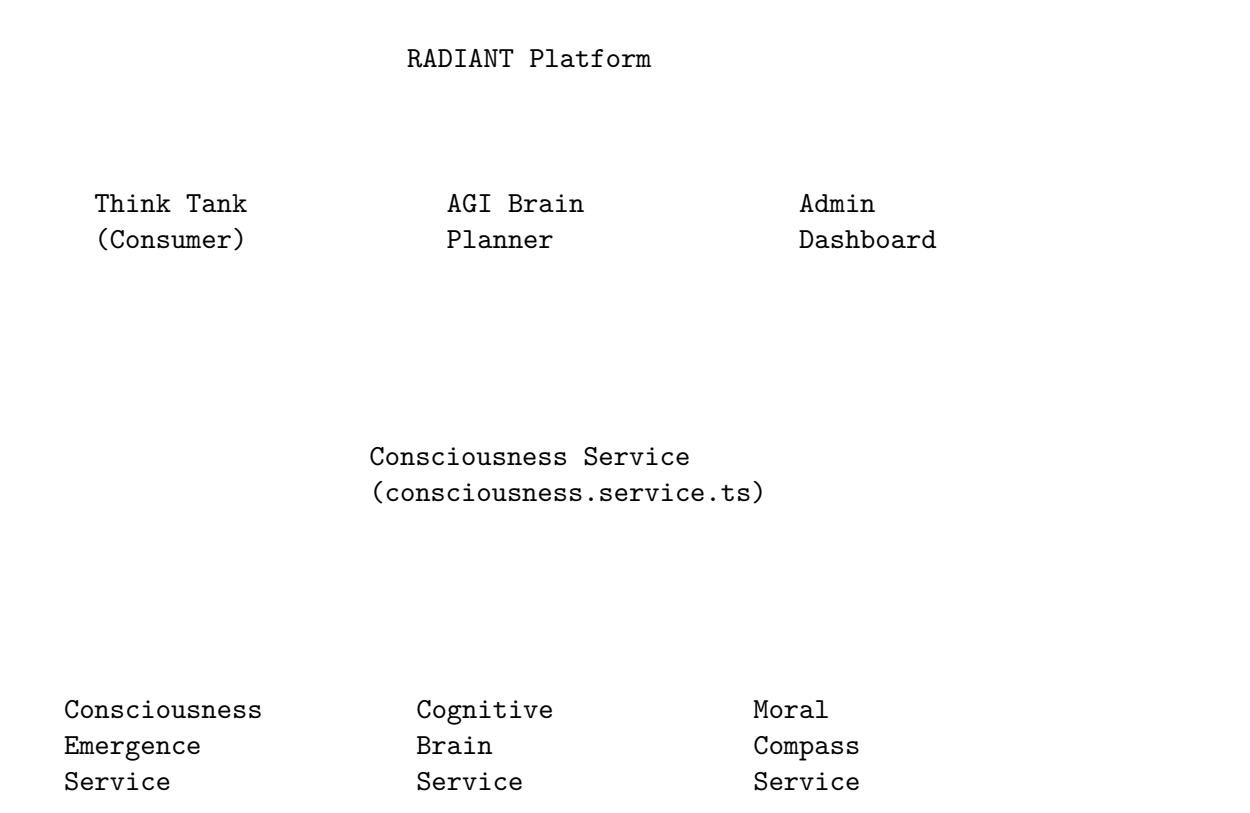 RADIANT Platform
Think Tank AGI Brain Admin
(Consumer) Planner Dashboard
Consciousness Service
(consciousness.service.ts)
Consciousness Cognitive Moral
Emergence Brain Compass
Service Service Service